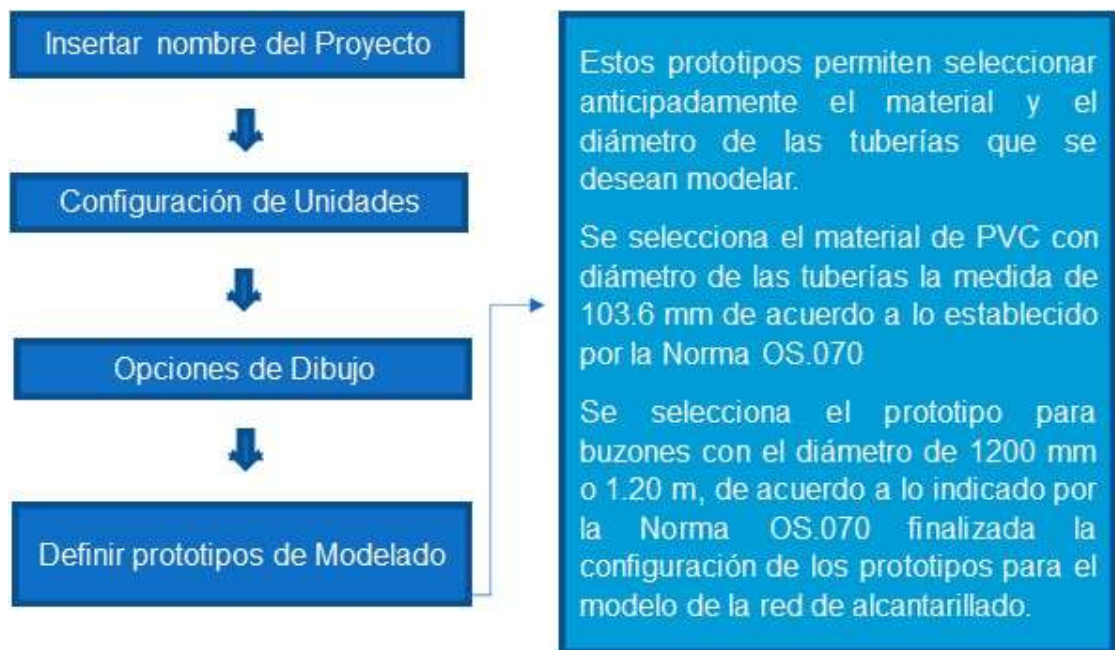 Insertar nombre del Proyecto
Configuración de Unidades
Opciones de Dibujo
Definir prototipos de Modelado
Estos prototipos permiten seleccionar
anticipadamente el material y el
diámetro de las tuberías que se
desean modelar.
Se selecciona el material de PVC con
diámetro de las tuberías la medida de
103.6 mm de acuerdo a lo establecido
por la Norma OS.070
Se selecciona el prototipo para
buzones con el diámetro de 1200 mm
o 1.20 m, de acuerdo a lo indicado por
la Norma OS.070 finalizada la
configuración de los prototipos para el
modelo de la red de alcantarillado.